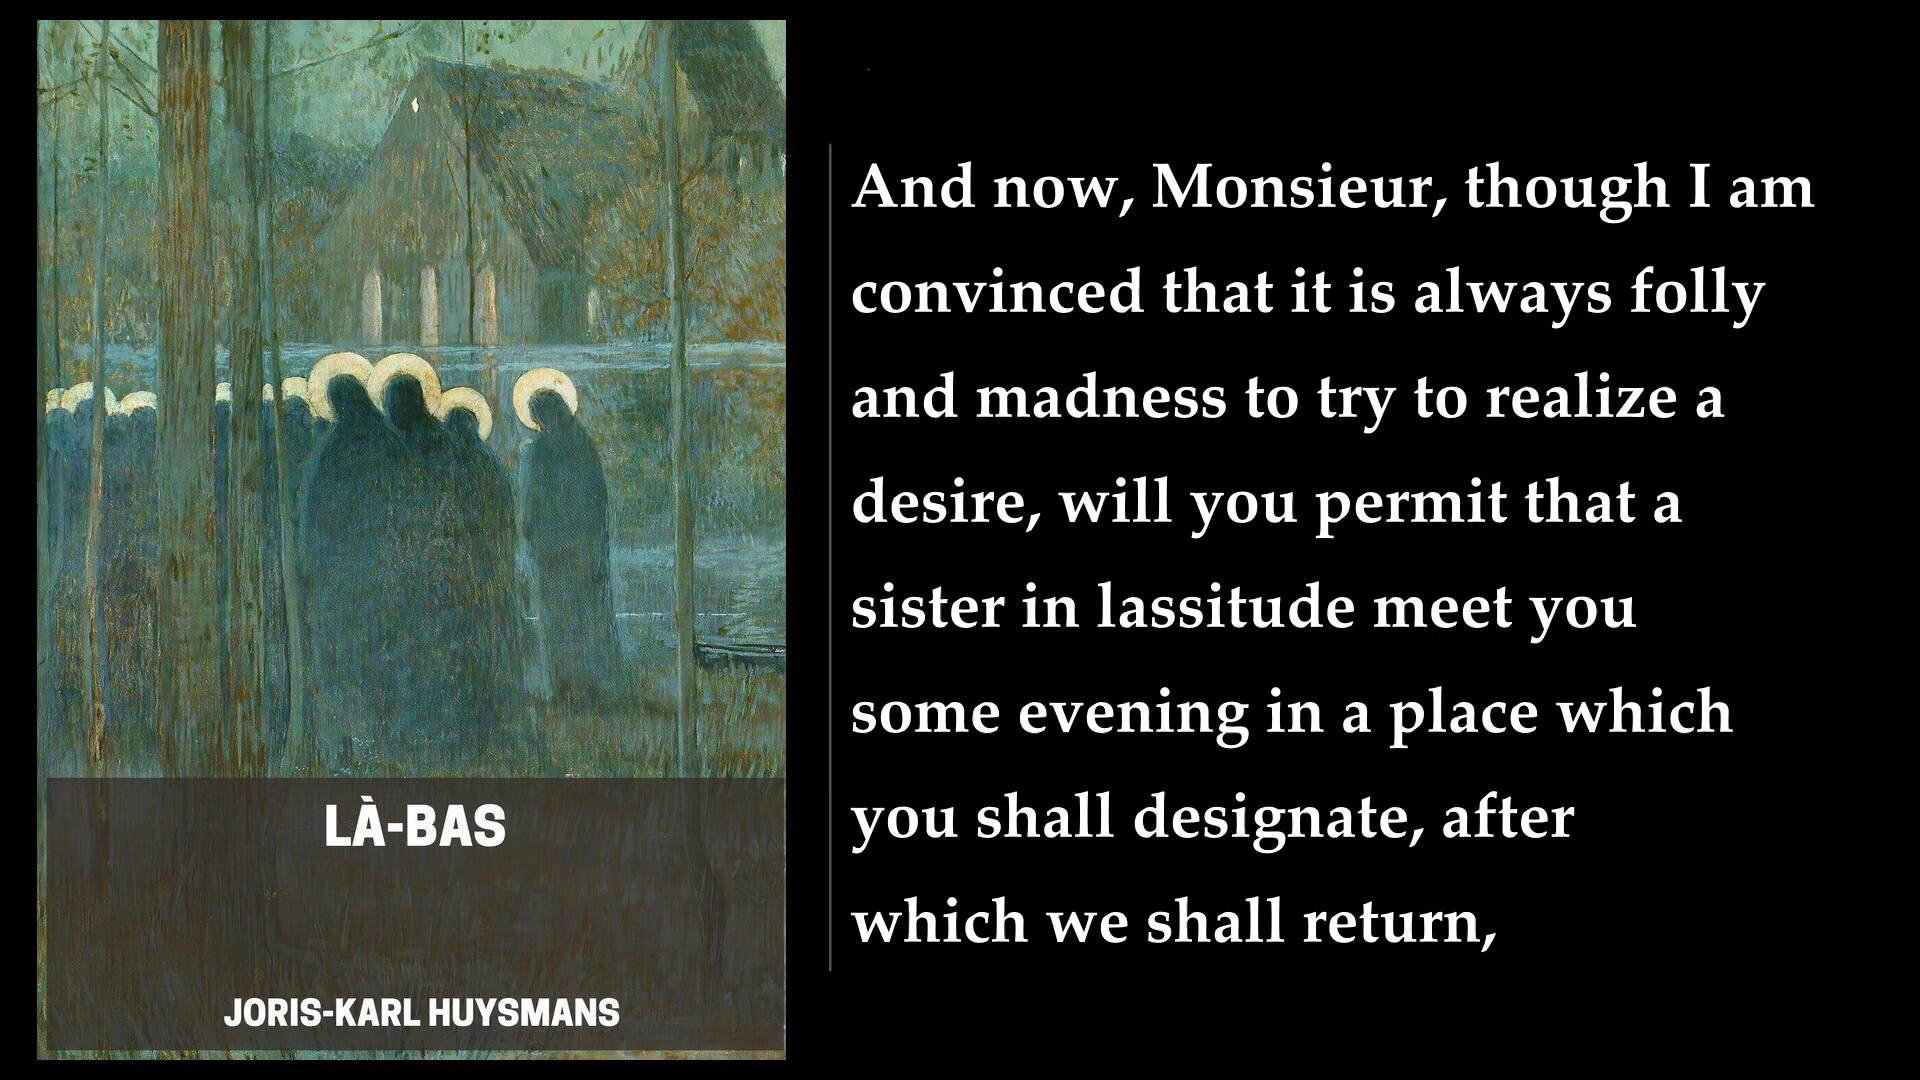 LÀ-BAS
JORIS-KARL HUYSMANS
And now, Monsieur, though I am
convinced that it is always folly
and madness to try to realize a
desire, will you permit that a
sister in lassitude meet you
some evening in a place which
you shall designate, after
which we shall return,